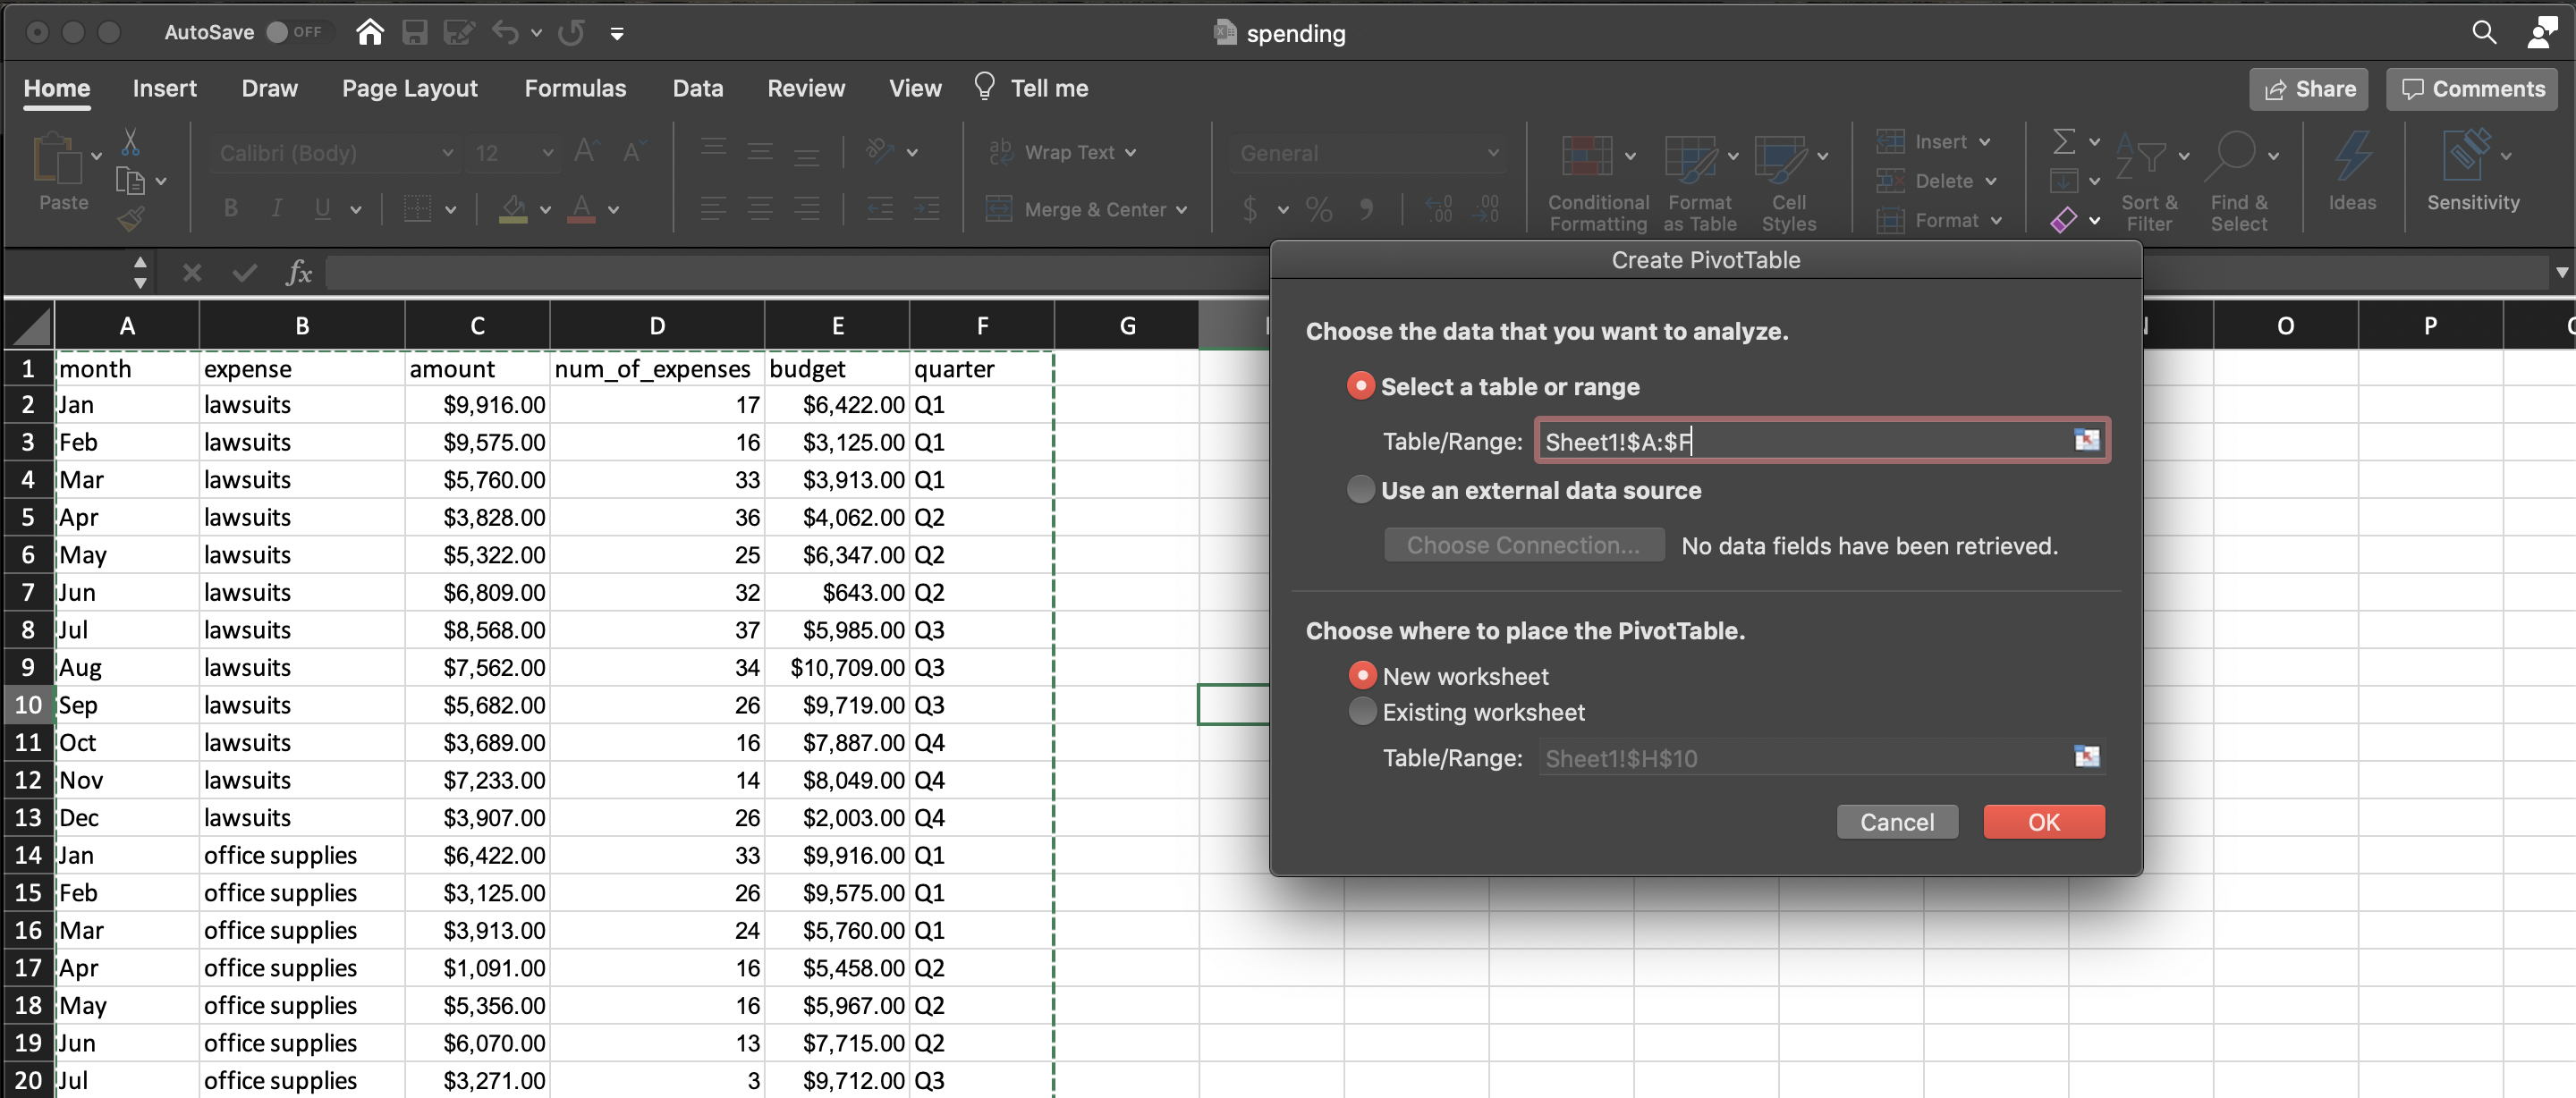 AutoSave OFF spending
Home Insert Draw Page Layout Formulas Data Review View Tell me Share Comments
Paste
Calibri (Body) 12
B I U
Wrap Text
Merge & Center
General
$ % 9
Conditional Formatting
Format as Table
Cell Styles
Insert
Delete
Format
Sort & Filter
Find & Select
Ideas
Sensitivity
fx
A B C D E F G O P
1 month expense amount num_of_expenses budget quarter
2 Jan lawsuits $9,916.00 17 $6,422.00 Q1
3 Feb lawsuits $9,575.00 16 $3,125.00 Q1
4 Mar lawsuits $5,760.00 33 $3,913.00 Q1
5 Apr lawsuits $3,828.00 36 $4,062.00 Q2
6 May lawsuits $5,322.00 25 $6,347.00 Q2
7 Jun lawsuits $6,809.00 32 $643.00 Q2
8 Jul lawsuits $8,568.00 37 $5,985.00 Q3
9 Aug lawsuits $7,562.00 34 $10,709.00 Q3
10 Sep lawsuits $5,682.00 26 $9,719.00 Q3
11 Oct lawsuits $3,689.00 16 $7,887.00 Q4
12 Nov lawsuits $7,233.00 14 $8,049.00 Q4
13 Dec lawsuits $3,907.00 26 $2,003.00 Q4
14 Jan office supplies $6,422.00 33 $9,916.00 Q1
15 Feb office supplies $3,125.00 26 $9,575.00 Q1
16 Mar office supplies $3,913.00 24 $5,760.00 Q1
17 Apr office supplies $1,091.00 16 $5,458.00 Q2
18 May office supplies $5,356.00 16 $5,967.00 Q2
19 Jun office supplies $6,070.00 13 $7,715.00 Q2
20 Jul office supplies $3,271.00 3 $9,712.00 Q3
Create PivotTable
Choose the data that you want to analyze.
Select a table or range
Table/Range: Sheet1!$A:$F
Use an external data source
Choose Connection... No data fields have been retrieved.
Choose where to place the PivotTable.
New worksheet
Existing worksheet
Table/Range: Sheet1!$H$10
Cancel OK